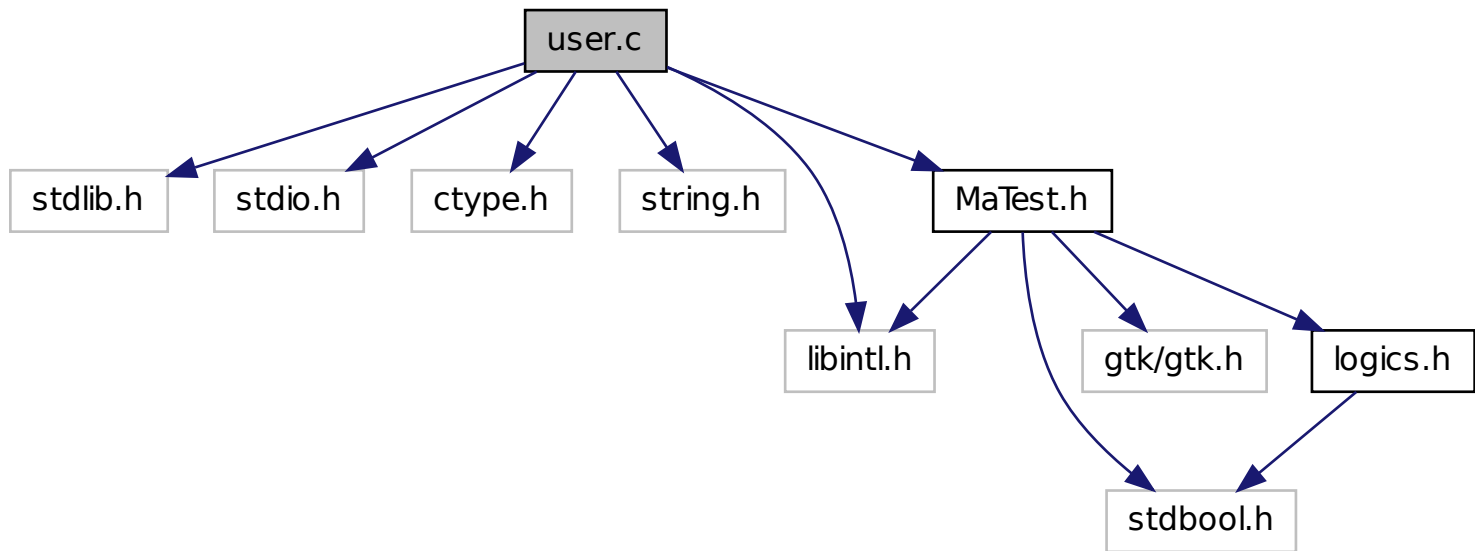 user.c
stdlib.h
stdio.h
ctype.h
string.h
MaTest.h
libintl.h
gtk/gtk.h
logics.h
stdbool.h